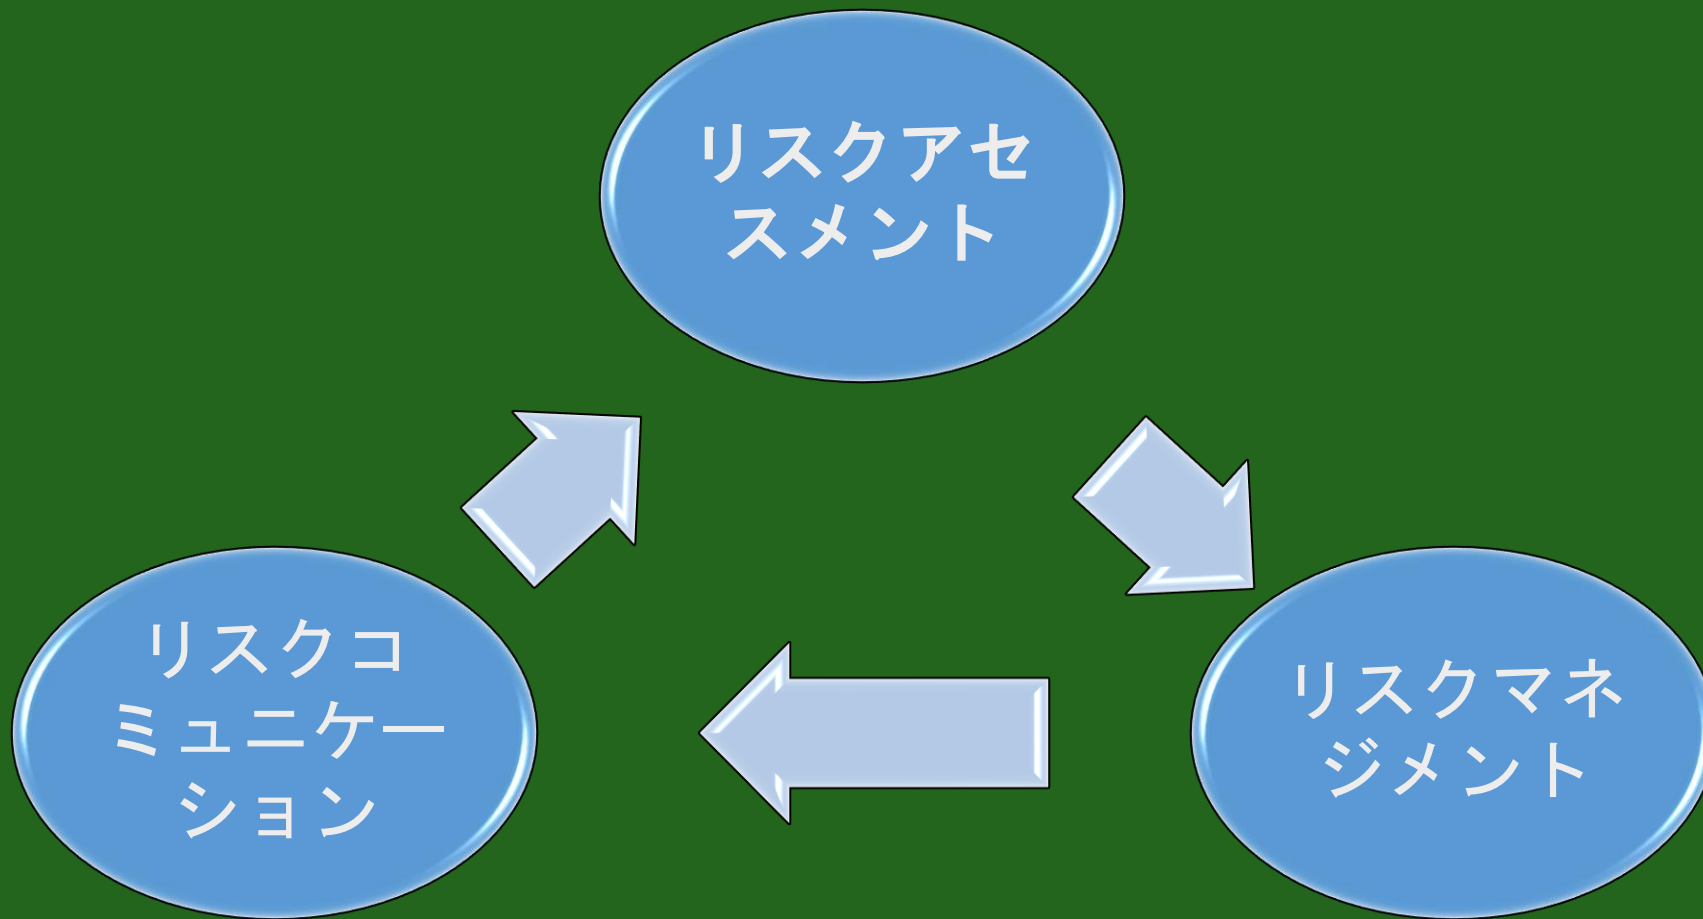 リスクアセ
スメント
リスクコ
ミュニケー
ション
リスクマネ
ジメント